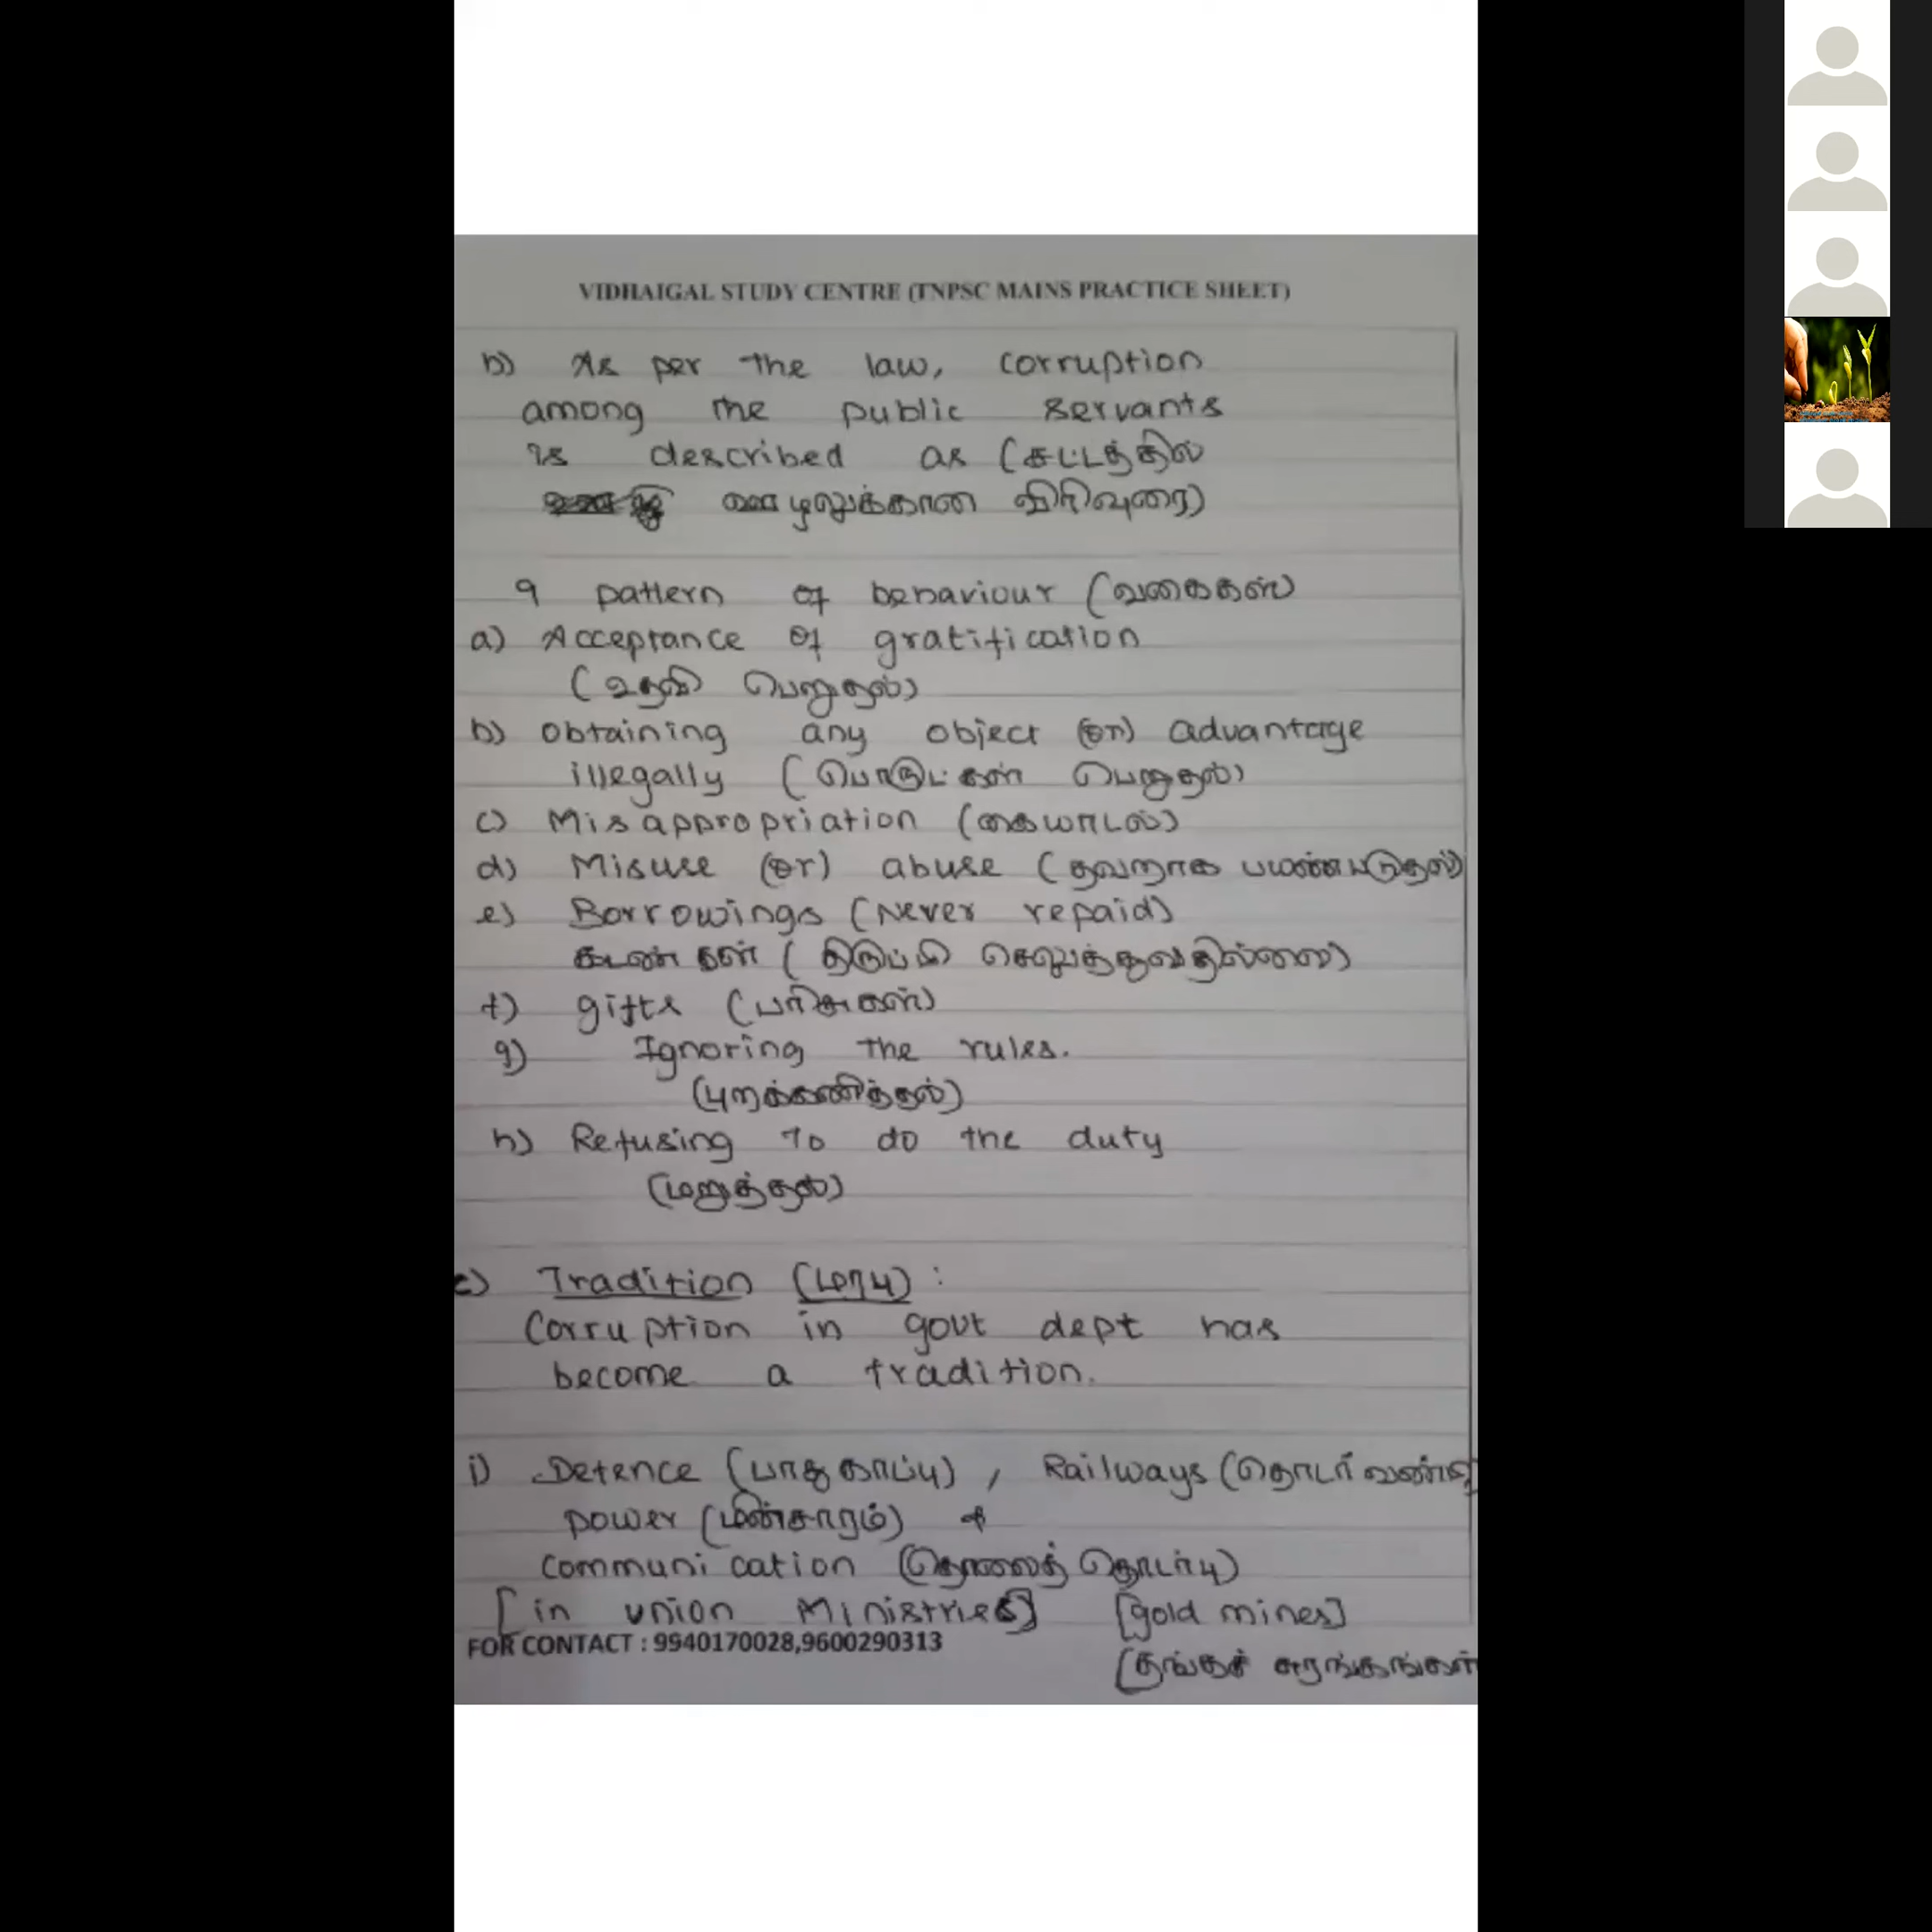 VIDHAIGAL STUDY CENTRE (TNPSC MAINS PRACTICE SHEET)
b) As per the law, corruption
among the public servants
is described as (சட்டத்தில்
ஊழலுக்கான விரிவுரை)
9 pattern of behaviour (வகைகள்)
a) Acceptance of gratification
(உதவி பெறுதல்)
b) obtaining any object (or) advantage
illegally (பொருட்கள் பெறுதல்)
c) Misappropriation (கையாடல்)
d) Misuse (or) abuse (தவறாக பயண்படுதல்)
e) Borrowings (Never repaid)
கடண்கள் (திருப்பி செலுத்துவதில்லை)
f) gifts (பரிசுகள்)
g) Ignoring the rules.
(புறக்கணித்தல்)
h) Refusing to do the duty
(மறுத்தல்)
c) Tradition (மரபு) :
Corruption in govt dept has
become a tradition.
i) Defence (பாதுகாப்பு) , Railways (தொடர் வண்டி
power (மின்சாரம்) &
communication (தொலைத் தொடர்பு)
[in union Ministries] [gold mines]
FOR CONTACT : 9940170028,9600290313
[தங்கச் சுரங்கங்கள்